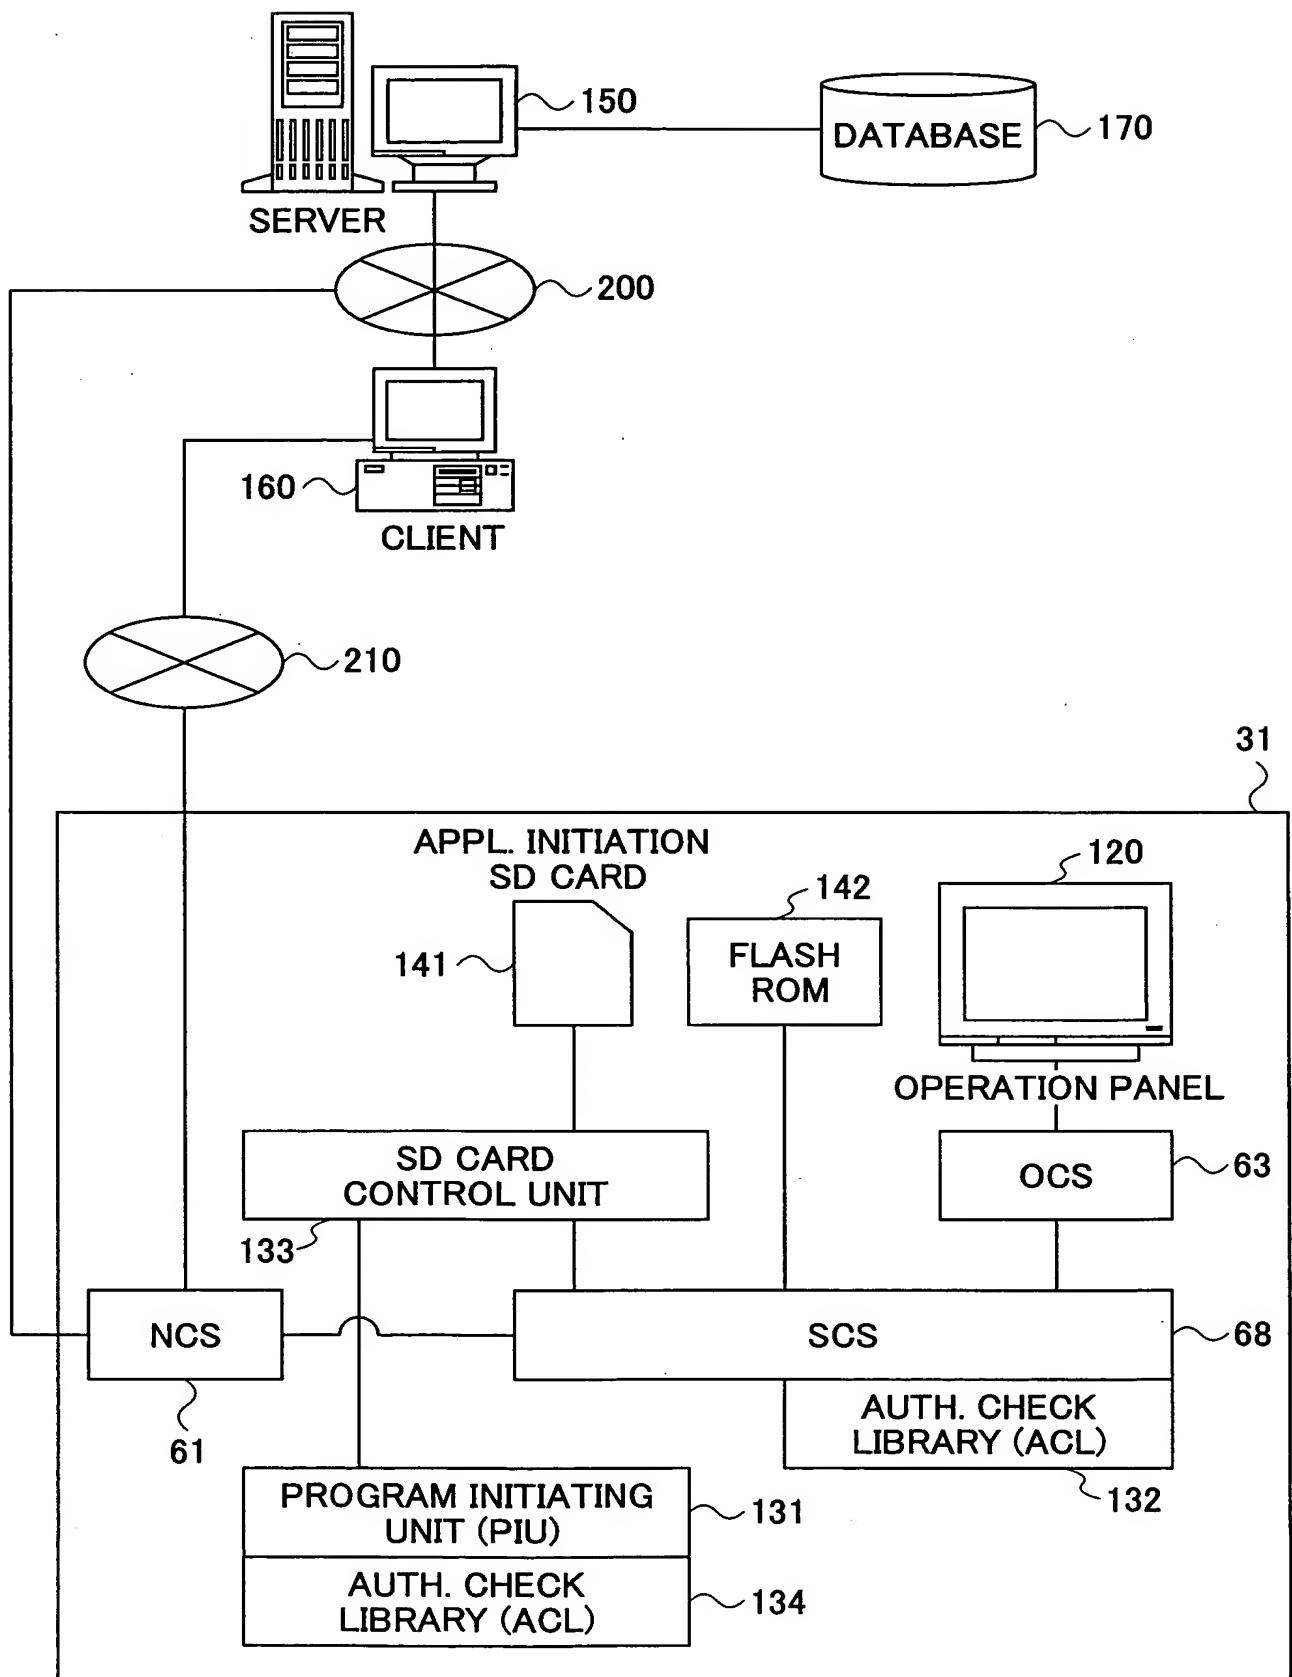 150
DATABASE
170
SERVER
200
160
CLIENT
210
31
APPL. INITIATION
SD CARD
120
142
141
FLASH
ROM
OPERATION PANEL
SD CARD
CONTROL UNIT
OCS
63
133
NCS
SCS
68
61
AUTH. CHECK
LIBRARY (ACL)
132
PROGRAM INITIATING
UNIT (PIU)
131
AUTH. CHECK
LIBRARY (ACL)
134